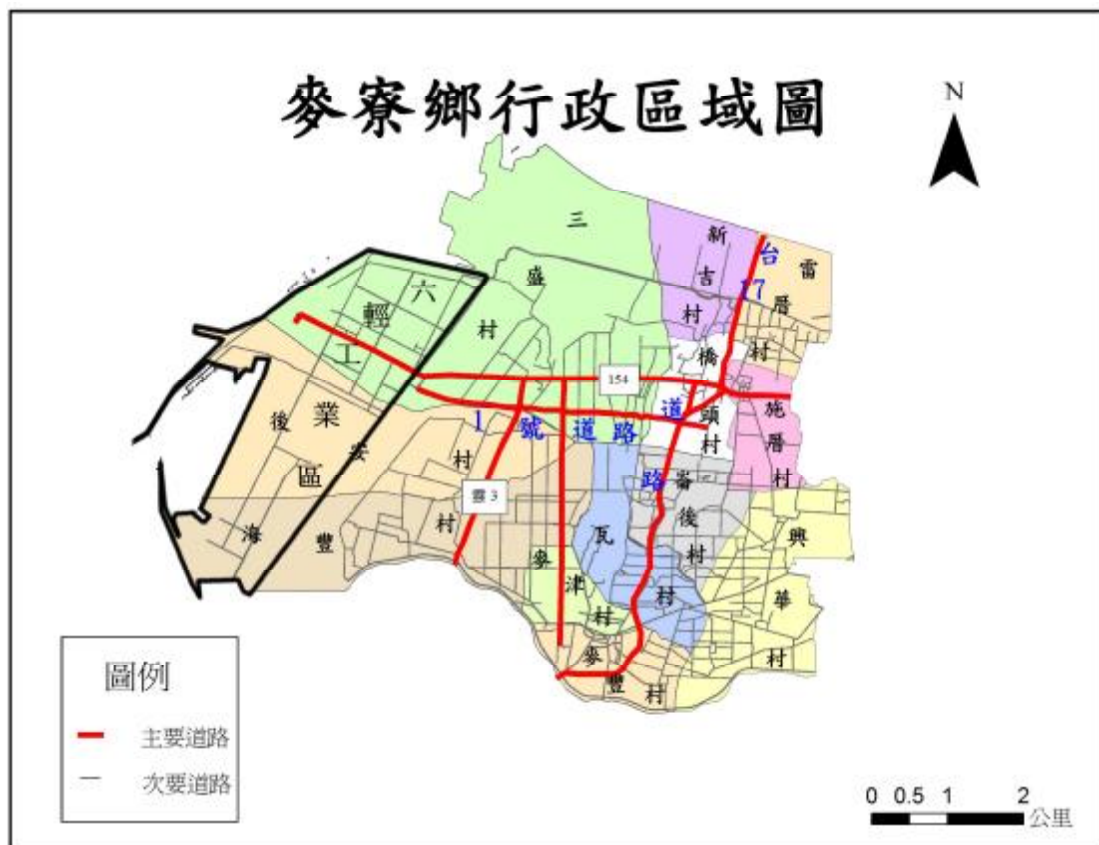 麥寮鄉行政區域圖
N
三盛村
新吉村
台17道路
雷厝村
六輕工業區
橋頭村
154
施厝村
1號道路
後安村
雲3
崙後村
海豐村
瓦村
興華村
麥津村
麥豐村
圖例
主要道路
次要道路
0 0.5 1 2
公里